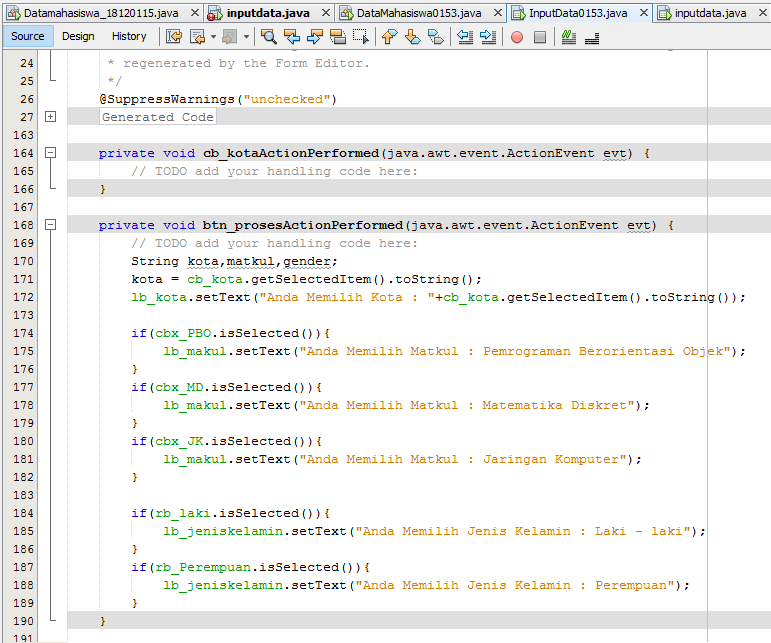 Datamahasiswa_18120115.java
inputdata.java
DataMahasiswa0153.java
InputData0153.java
inputdata.java
Source Design History
24 * regenerated by the Form Editor.
25 */
26 @SuppressWarnings("unchecked")
27 Generated Code
163
164 private void cb_kotaActionPerformed(java.awt.event.ActionEvent evt) {
165 // TODO add your handling code here:
166 }
167
168 private void btn_prosesActionPerformed(java.awt.event.ActionEvent evt) {
169 // TODO add your handling code here:
170 String kota,matkul,gender;
171 kota = cb_kota.getSelectedItem().toString();
172 lb_kota.setText("Anda Memilih Kota : "+cb_kota.getSelectedItem().toString());
173
174 if(cbx_PBO.isSelected()){
175 lb_makul.setText("Anda Memilih Matkul : Pemrograman Berorientasi Objek");
176 }
177 if(cbx_MD.isSelected()){
178 lb_makul.setText("Anda Memilih Matkul : Matematika Diskret");
179 }
180 if(cbx_JK.isSelected()){
181 lb_makul.setText("Anda Memilih Matkul : Jaringan Komputer");
182 }
183
184 if(rb_laki.isSelected()){
185 lb_jeniskelamin.setText("Anda Memilih Jenis Kelamin : Laki - laki");
186 }
187 if(rb_Perempuan.isSelected()){
188 lb_jeniskelamin.setText("Anda Memilih Jenis Kelamin : Perempuan");
189 }
190 }
191